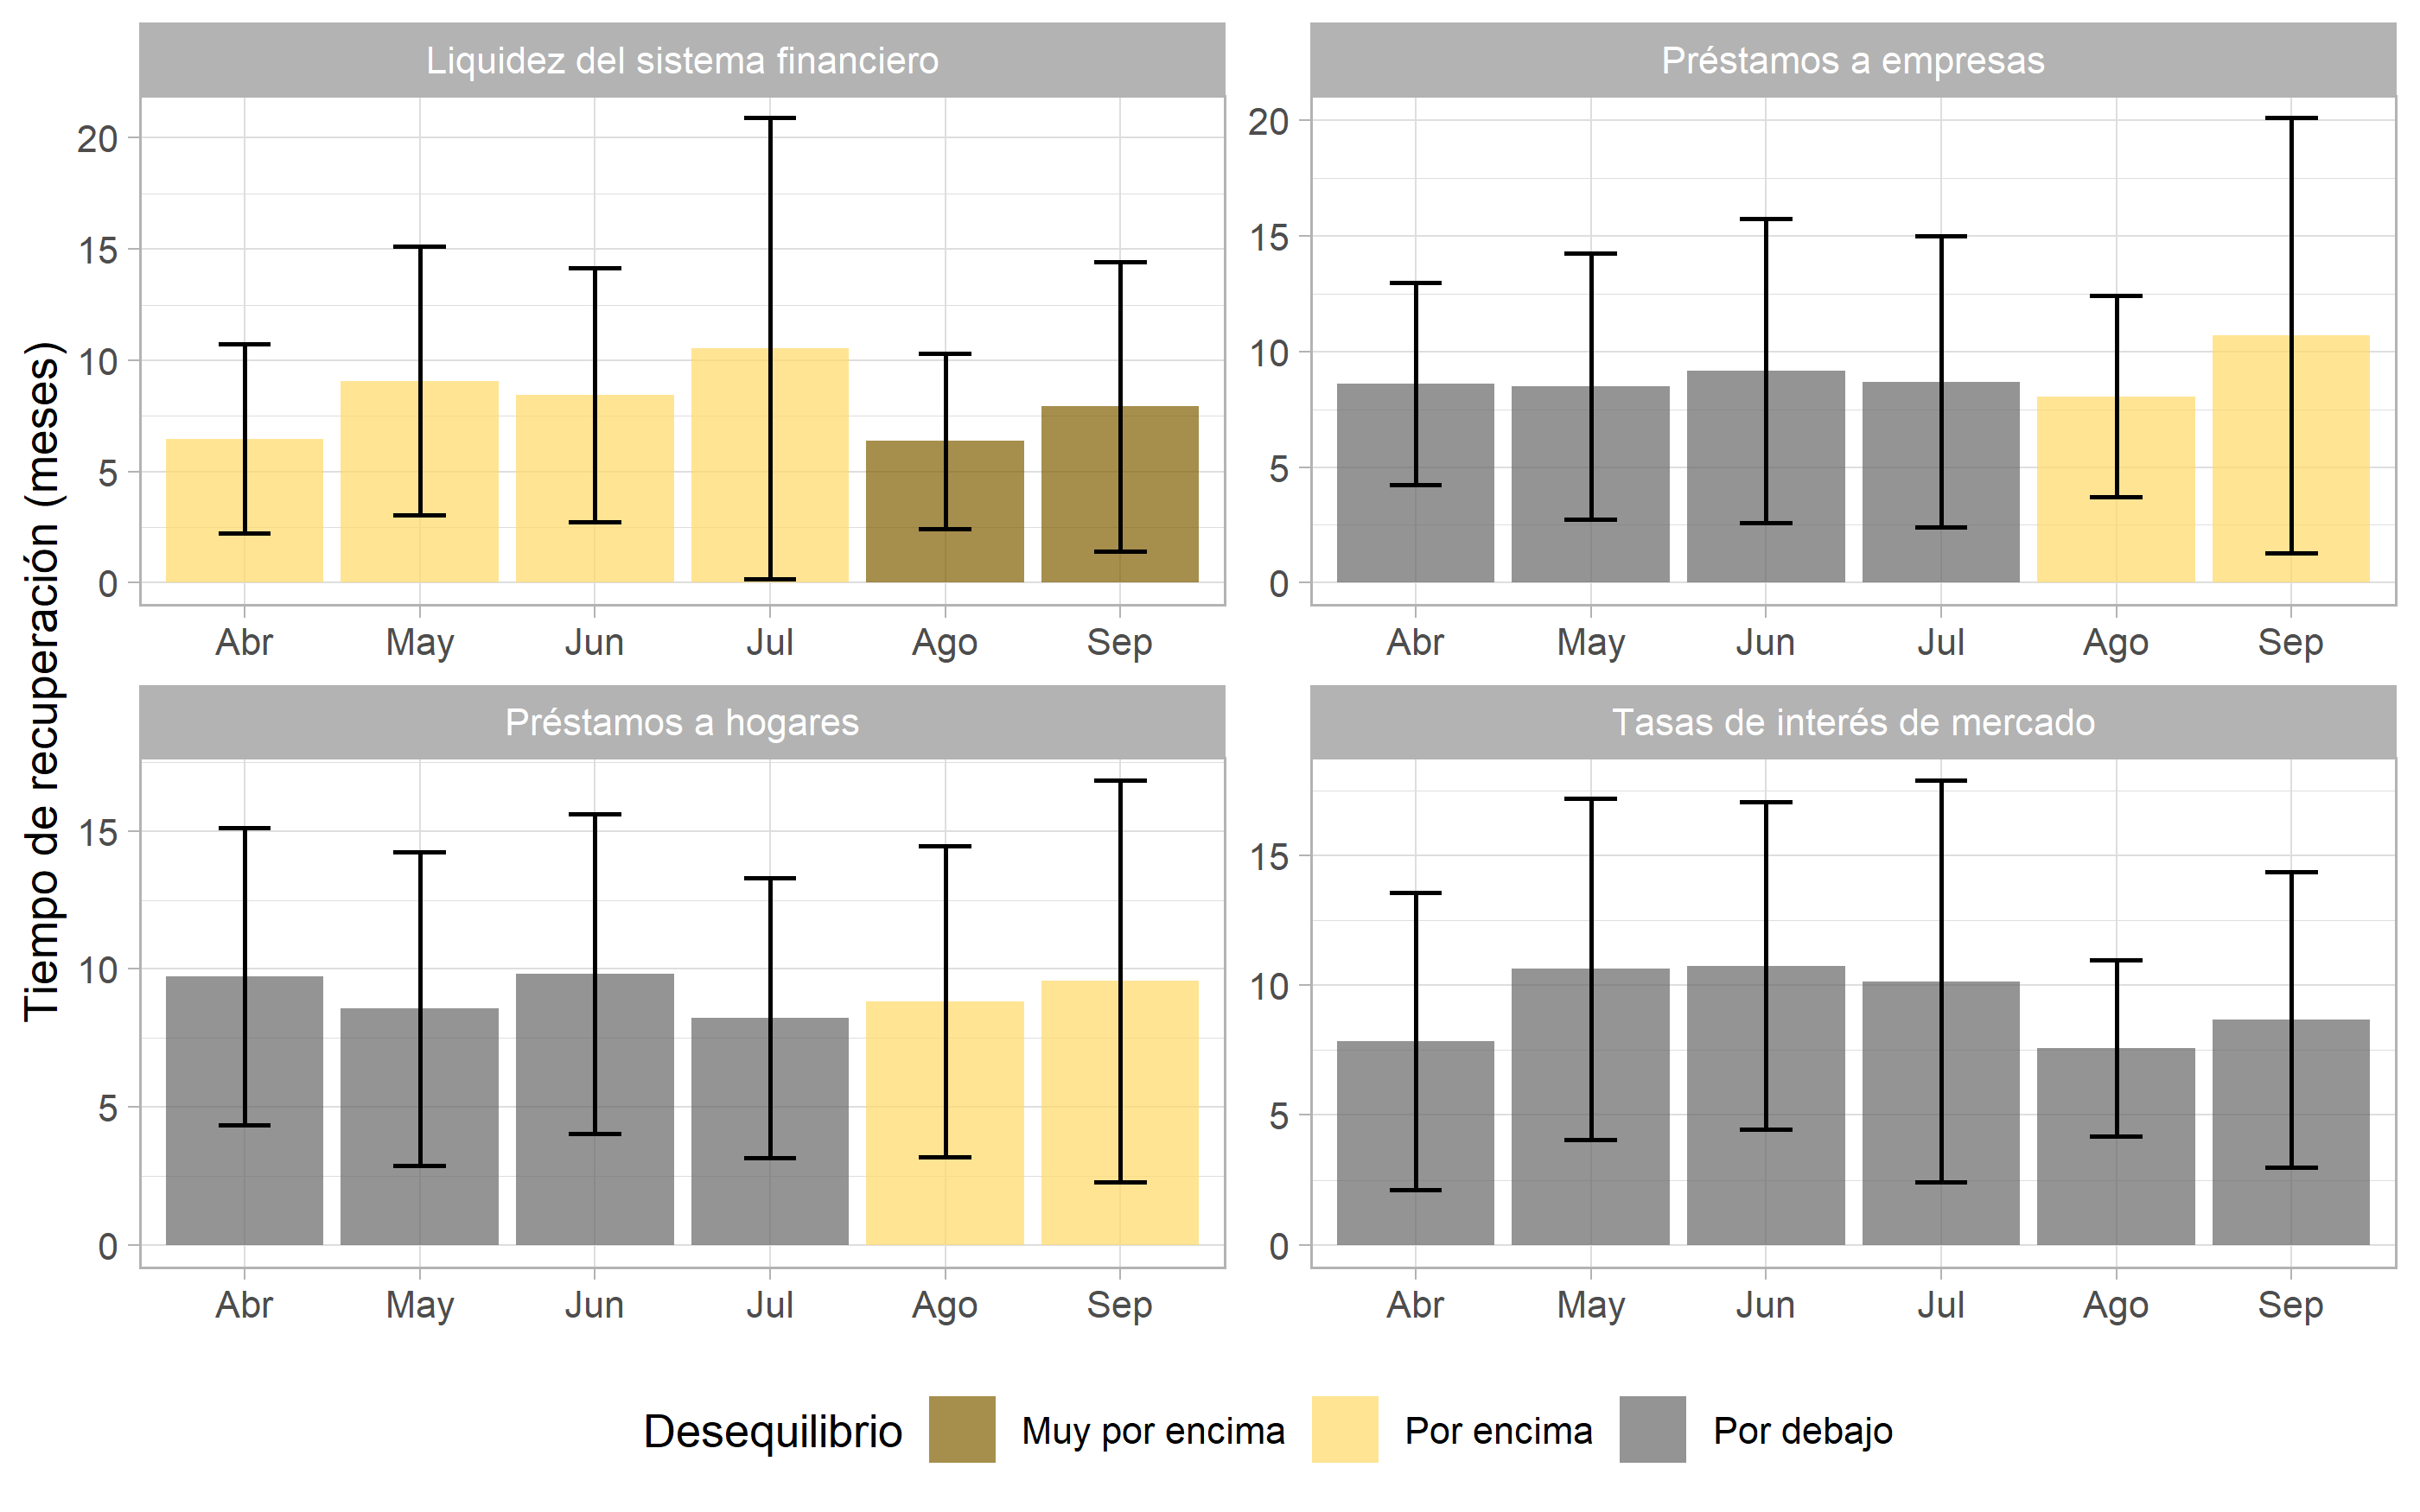 Tiempo de recuperación (meses)
Liquidez del sistema financiero
20
15
10
5
0
Abr May Jun Jul Ago Sep
Préstamos a empresas
20
15
10
5
0
Abr May Jun Jul Ago Sep
Préstamos a hogares
15
10
5
0
Abr May Jun Jul Ago Sep
Tasas de interés de mercado
15
10
5
0
Abr May Jun Jul Ago Sep
Desequilibrio Muy por encima Por encima Por debajo